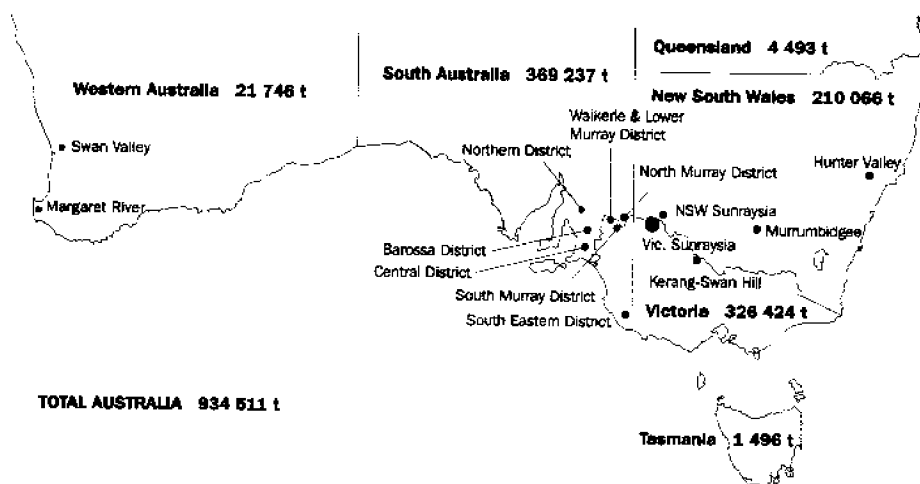 Queensland 4 493 t
South Australia 369 237 t
Western Australia 21 746 t
New South Wales 210 066 t
Waikerie & Lower
Murray District
Swan Valley
Northern District
Hunter Valley
North Murray District
Margaret River
NSW Sunraysia
Murrumbidgee
Barossa District
Vic. Sunraysia
Central District
Kerang-Swan Hill
South Murray District
Victoria 326 424 t
South Eastern District
TOTAL AUSTRALIA 934 511 t
Tasmania 1 496 t